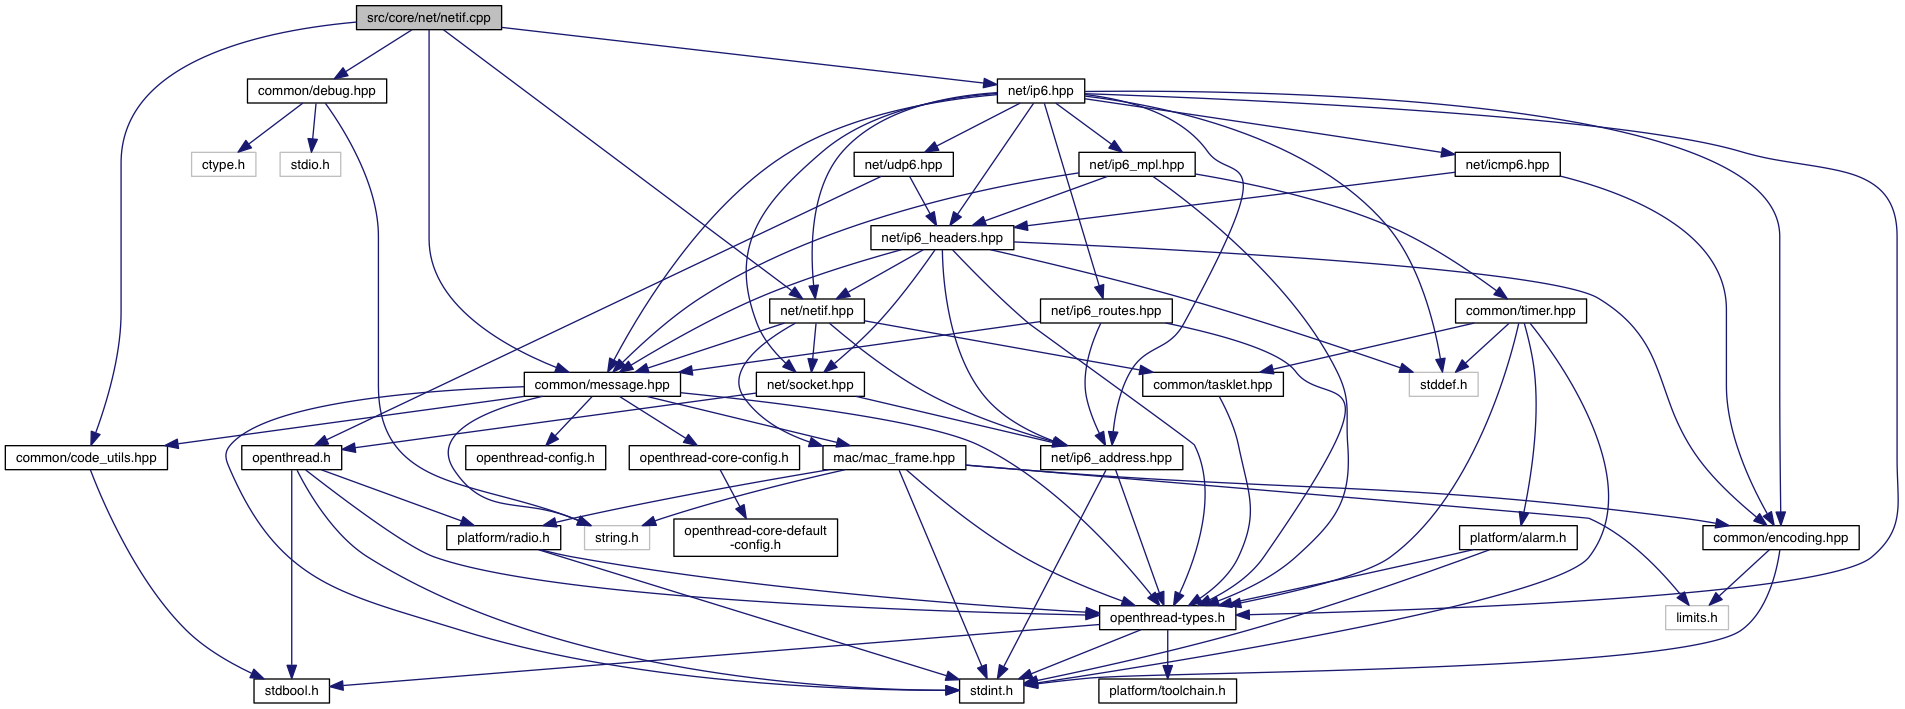 src/core/net/netif.cpp
common/debug.hpp
net/ip6.hpp
ctype.h
stdio.h
net/udp6.hpp
net/ip6_mpl.hpp
net/icmp6.hpp
net/ip6_headers.hpp
net/netif.hpp
net/ip6_routes.hpp
common/timer.hpp
common/message.hpp
net/socket.hpp
common/tasklet.hpp
stddef.h
common/code_utils.hpp
openthread.h
openthread-config.h
openthread-core-config.h
mac/mac_frame.hpp
net/ip6_address.hpp
platform/radio.h
string.h
openthread-core-default
-config.h
platform/alarm.h
common/encoding.hpp
openthread-types.h
limits.h
stdbool.h
stdint.h
platform/toolchain.h